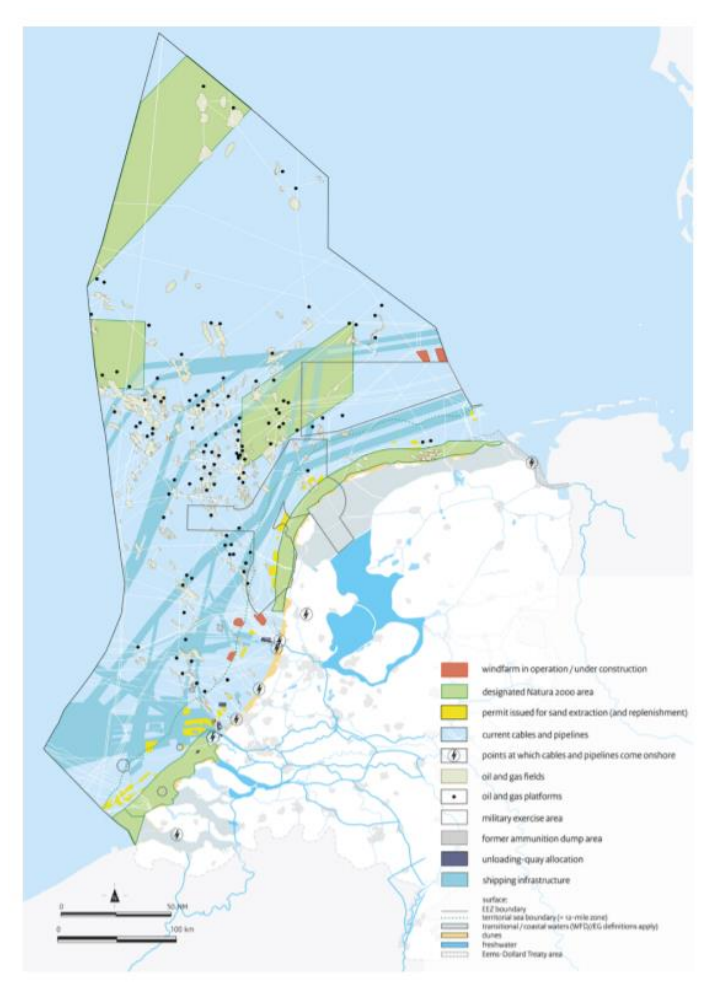 windfarm in operation / under construction
designated Natura 2000 area
permit issued for sand extraction (and replenishment)
current cables and pipelines
points at which cables and pipelines come onshore
oil and gas fields
oil and gas platforms
military exercise area
former ammunition dump area
unloading-quay allocation
shipping infrastructure
surface:
EEZ boundary
territorial sea boundary (= 12-mile zone)
transitional / coastal waters (WFD)/EG definitions apply)
dunes
freshwater
Eems-Dollard Treaty area
0 50 NM
0 100 km